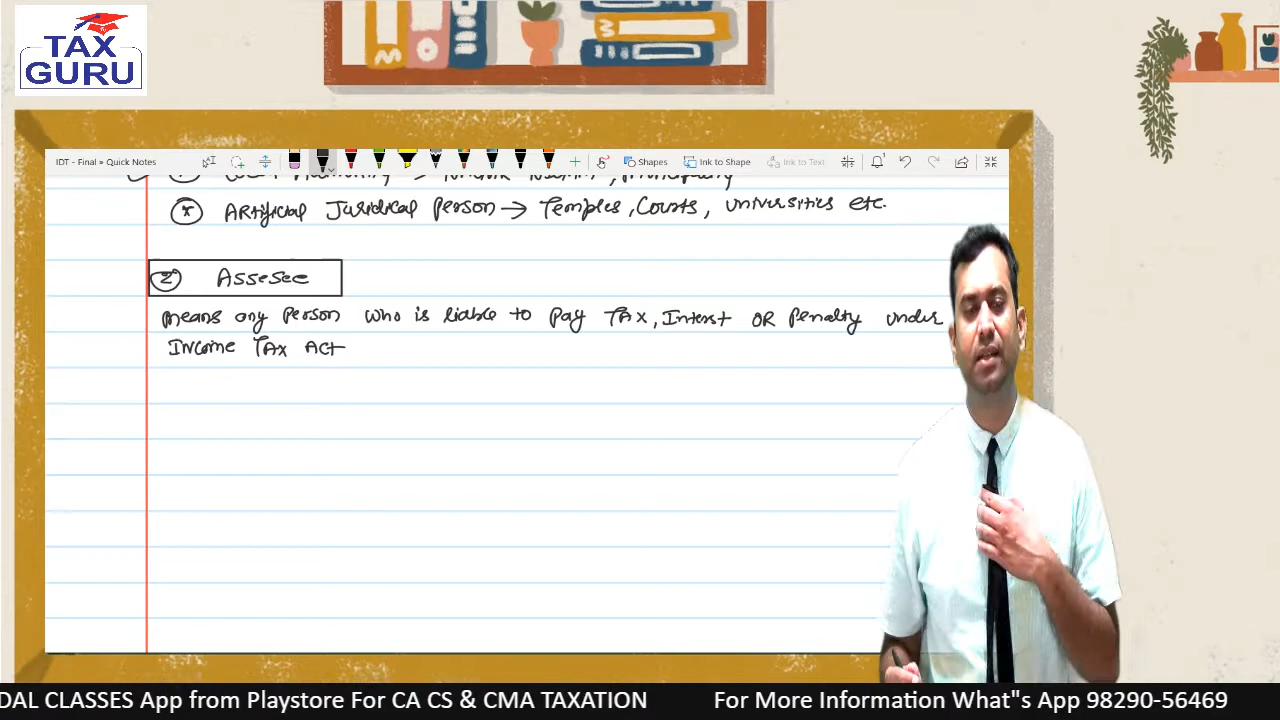 TAX
GURU
IDT - Final » Quick Notes
Shapes
Ink to Shape
Ink to Text
Artificial Juridical Person → Temples, Courts, universities etc.
2 Assesee
means any Person who is liable to pay TAX, Interst OR Penalty under
Income TAX ACT
DAL CLASSES App from Playstore For CA CS & CMA TAXATION For More Information What"s App 98290-56469